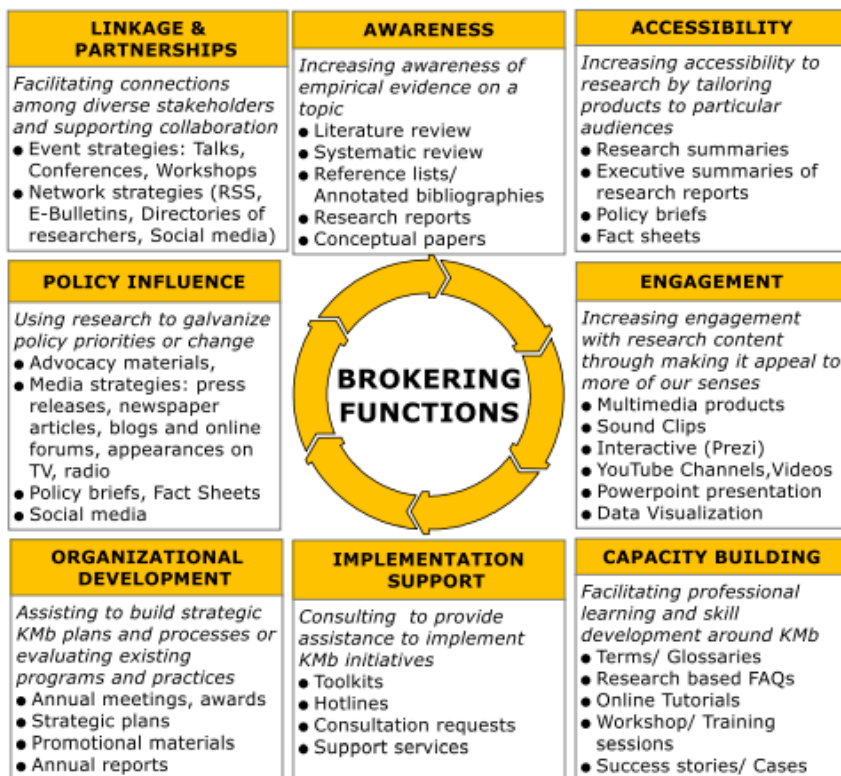 LINKAGE &
PARTNERSHIPS
Facilitating connections
among diverse stakeholders
and supporting collaboration
● Event strategies: Talks,
Conferences, Workshops
● Network strategies (RSS,
E-Bulletins, Directories of
researchers, Social media)
AWARENESS
Increasing awareness of
empirical evidence on a
topic
● Literature review
● Systematic review
● Reference lists/
Annotated bibliographies
● Research reports
● Conceptual papers
ACCESSIBILITY
Increasing accessibility to
research by tailoring
products to particular
audiences
● Research summaries
● Executive summaries of
research reports
● Policy briefs
● Fact sheets
POLICY INFLUENCE
Using research to galvanize
policy priorities or change
● Advocacy materials,
● Media strategies: press
releases, newspaper
articles, blogs and online
forums, appearances on
TV, radio
● Policy briefs, Fact Sheets
● Social media
BROKERING
FUNCTIONS
ENGAGEMENT
Increasing engagement
with research content
through making it appeal to
more of our senses
● Multimedia products
● Sound Clips
● Interactive (Prezi)
● YouTube Channels,Videos
● Powerpoint presentation
● Data Visualization
ORGANIZATIONAL
DEVELOPMENT
Assisting to build strategic
KMb plans and processes or
evaluating existing
programs and practices
● Annual meetings, awards
● Strategic plans
● Promotional materials
● Annual reports
IMPLEMENTATION
SUPPORT
Consulting to provide
assistance to implement
KMb initiatives
● Toolkits
● Hotlines
● Consultation requests
● Support services
CAPACITY BUILDING
Facilitating professional
learning and skill
development around KMb
● Terms/ Glossaries
● Research based FAQs
● Online Tutorials
● Workshop/ Training
sessions
● Success stories/ Cases